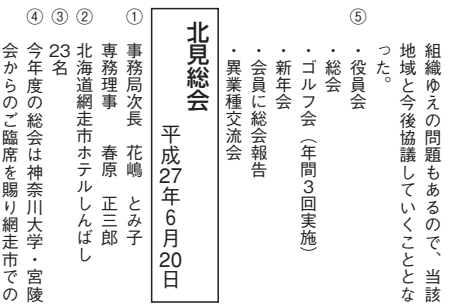 組織ゆえの問題もあるので、当該
地域と今後協議していくこととな
った。
⑤・役員会
・総会
・ゴルフ会（年間３回実施）
・新年会
・会員に総会報告
・異業種交流会
北見総会　平成27年6月20日
①事務局次長　花嶋　とみ子
専務理事　春原　正三郎
②北海道網走市ホテルしんばし
③23名
④今年度の総会は神奈川大学・宮陵
会からのご臨席を賜り網走市での